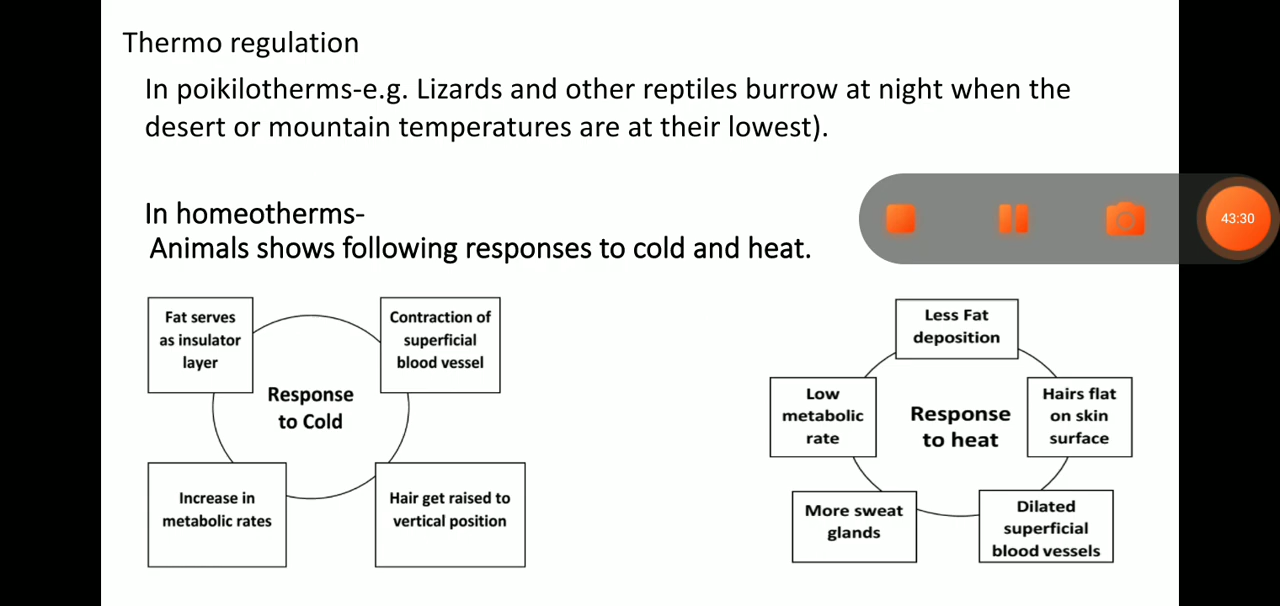 Thermo regulation
In poikilotherms-e.g. Lizards and other reptiles burrow at night when the
desert or mountain temperatures are at their lowest).
In homeotherms-
Animals shows following responses to cold and heat.
43:30
Fat serves
as insulator
layer
Contraction of
superficial
blood vessel
Response
to Cold
Increase in
metabolic rates
Hair get raised to
vertical position
Less Fat
deposition
Low
metabolic
rate
Response
to heat
Hairs flat
on skin
surface
More sweat
glands
Dilated
superficial
blood vessels